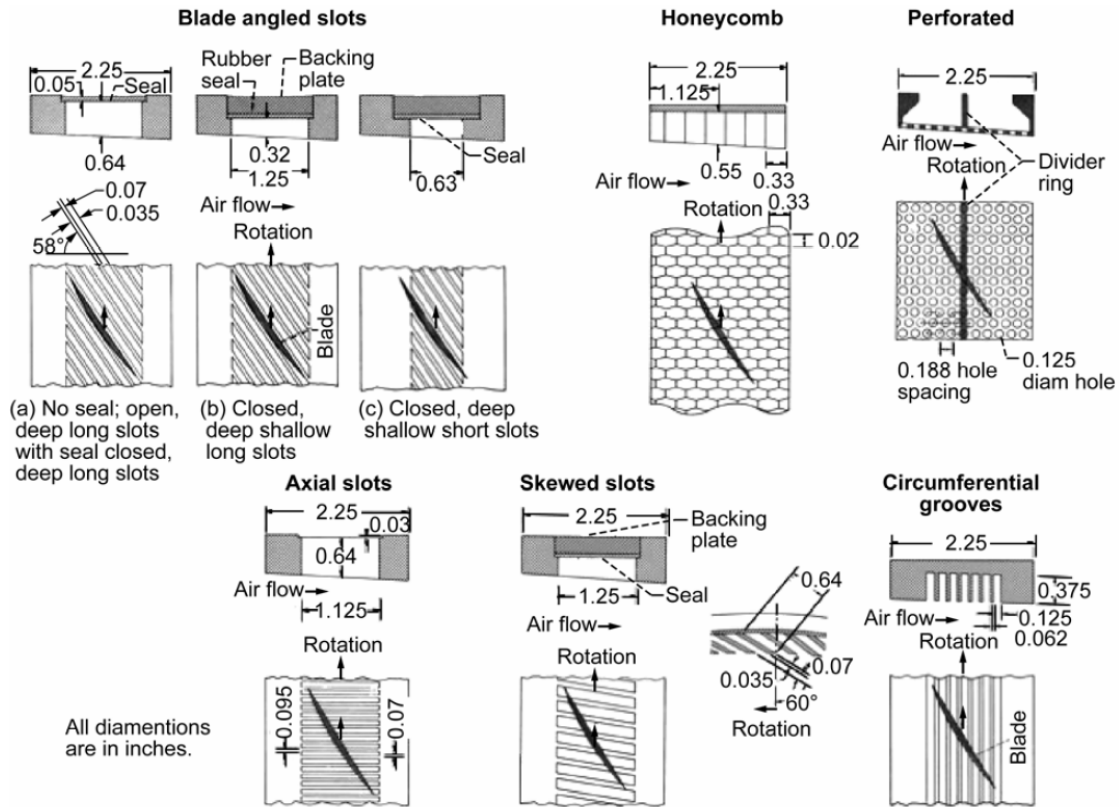 Blade angled slots
Honeycomb
Perforated
2.25
0.05
Seal
0.64
0.07
0.035
58°
Rubber
seal
Backing
plate
0.32
1.25
Air flow
Rotation
Blade
Seal
0.63
(a) No seal; open,
deep long slots
with seal closed,
deep long slots
(b) Closed,
deep shallow
long slots
(c) Closed, deep
shallow short slots
2.25
1.125
0.55
0.33
Air flow
Rotation
0.33
0.02
2.25
Air flow
Rotation
Divider
ring
0.188 hole
spacing
0.125
diam hole
Axial slots
2.25
0.03
0.64
Air flow
1.125
Rotation
0.095
0.07
All diamentions
are in inches.
Skewed slots
2.25
Backing
plate
Seal
1.25
Air flow
Rotation
0.64
0.07
0.035
60°
Rotation
Circumferential
grooves
2.25
0.375
0.125
0.062
Air flow
Rotation
Blade